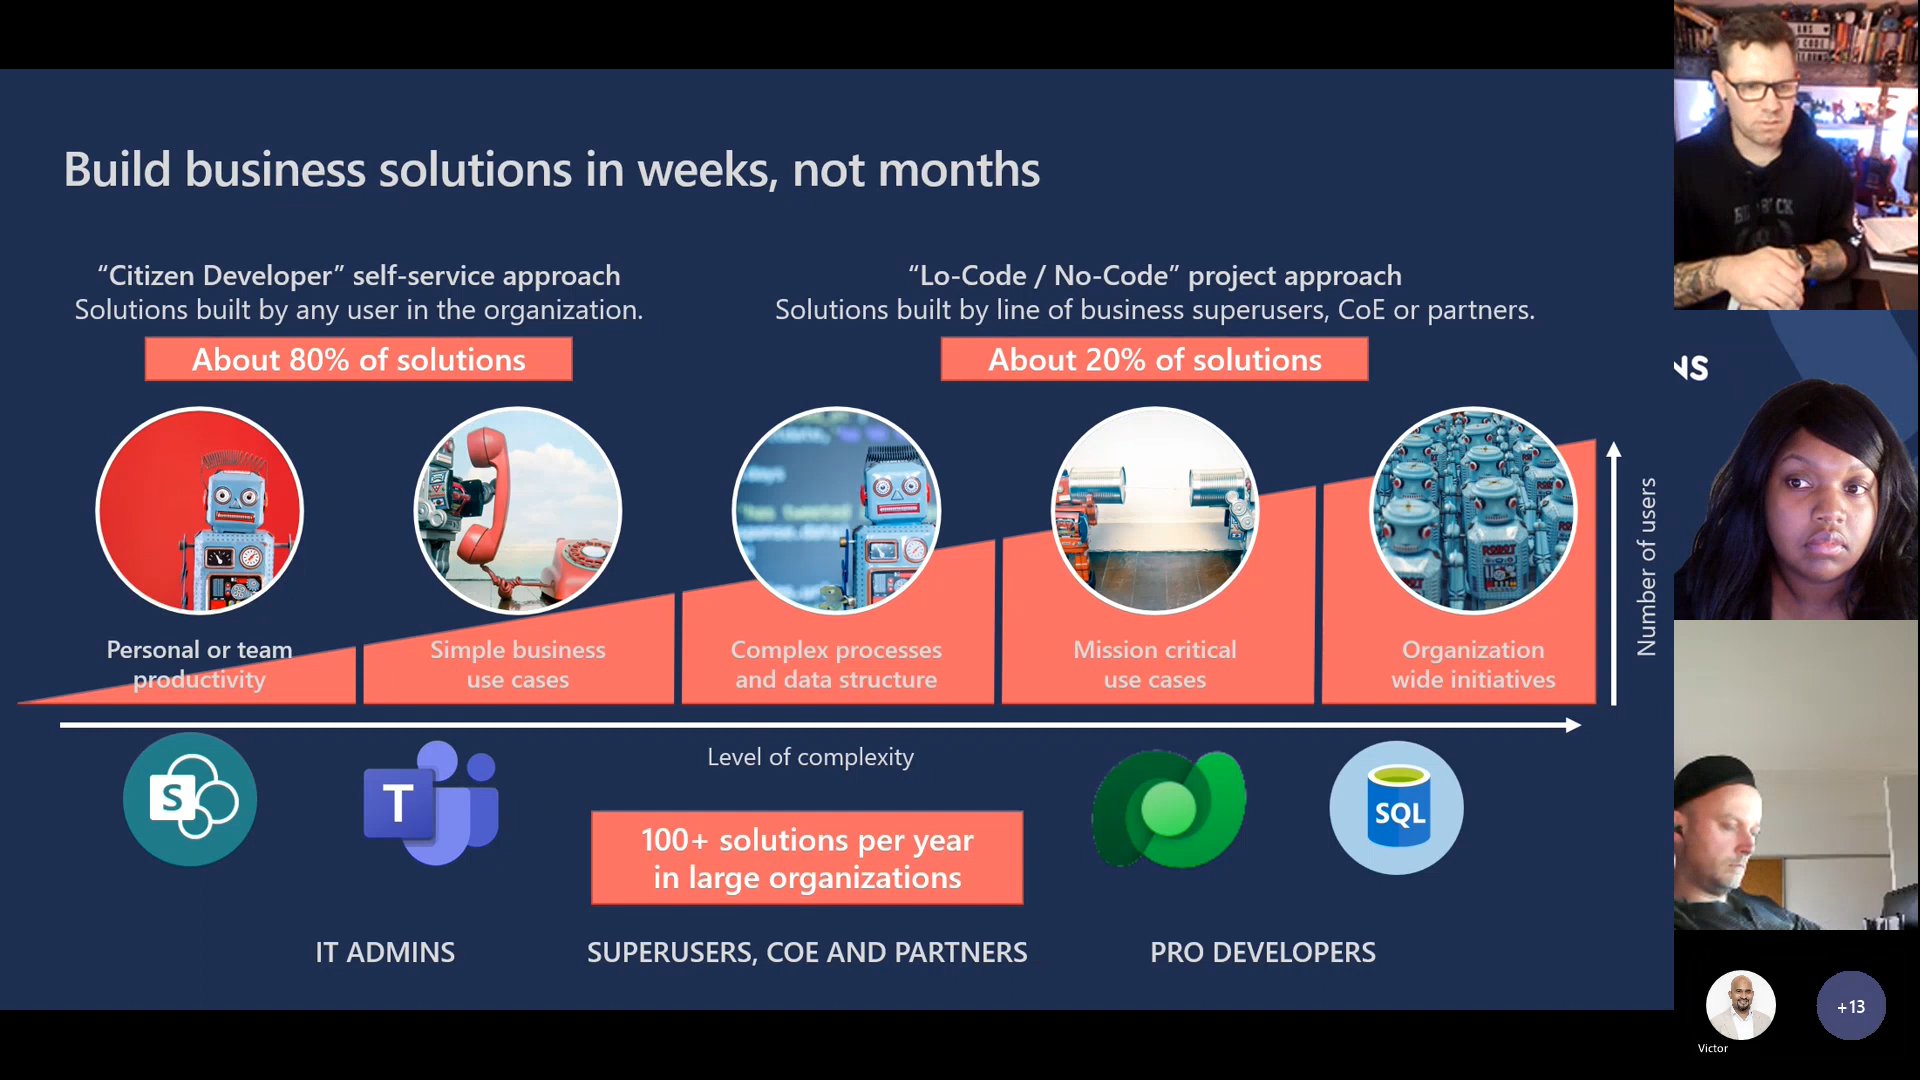 Build business solutions in weeks, not months
“Citizen Developer” self-service approach
Solutions built by any user in the organization.
About 80% of solutions
“Lo-Code / No-Code” project approach
Solutions built by line of business superusers, CoE or partners.
About 20% of solutions
Personal or team
productivity
Simple business
use cases
Complex processes
and data structure
Mission critical
use cases
Organization
wide initiatives
Number of users
Level of complexity
S
T
SQL
100+ solutions per year
in large organizations
IT ADMINS
SUPERUSERS, COE AND PARTNERS
PRO DEVELOPERS
NS
Victor
+13